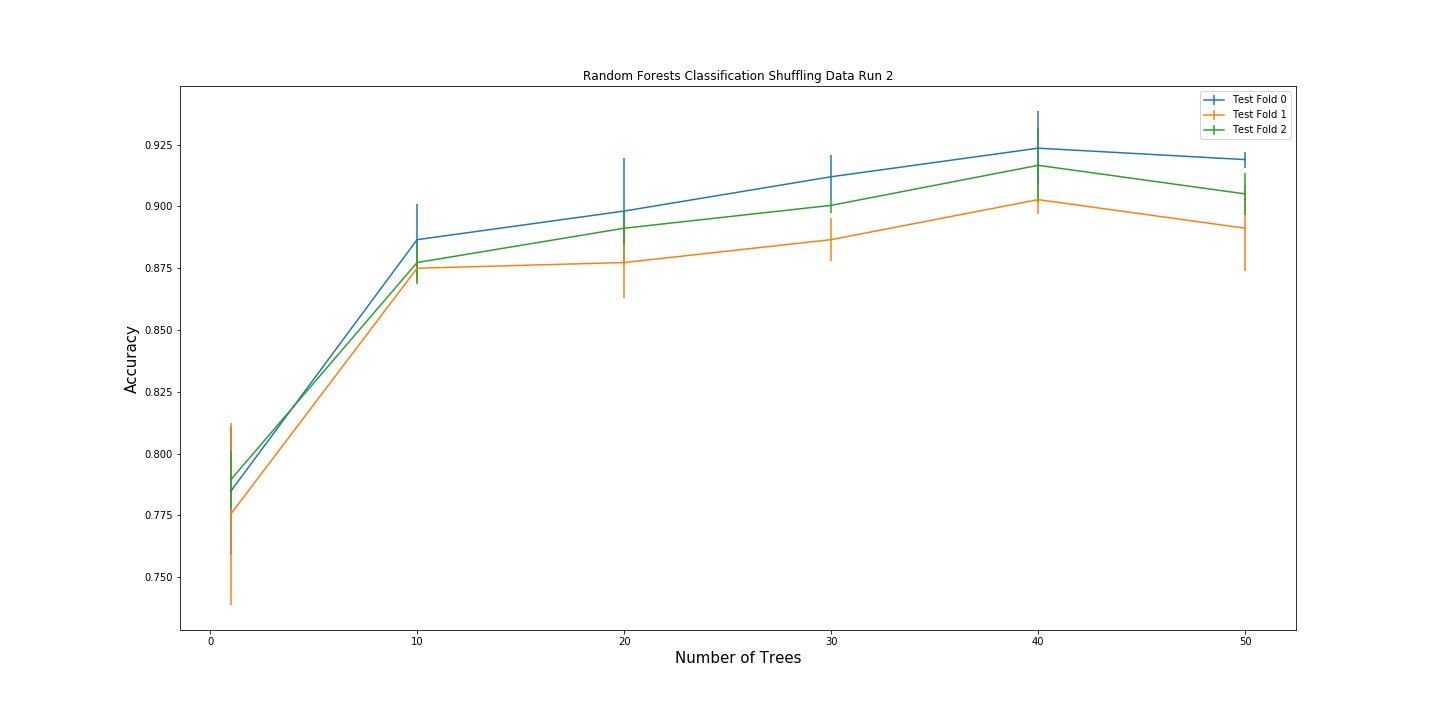 Random Forests Classification Shuffling Data Run 2
Test Fold 0
Test Fold 1
Test Fold 2
0.925
0.900
0.875
0.850
0.825
0.800
0.775
0.750
Accuracy
0 10 20 30 40 50
Number of Trees